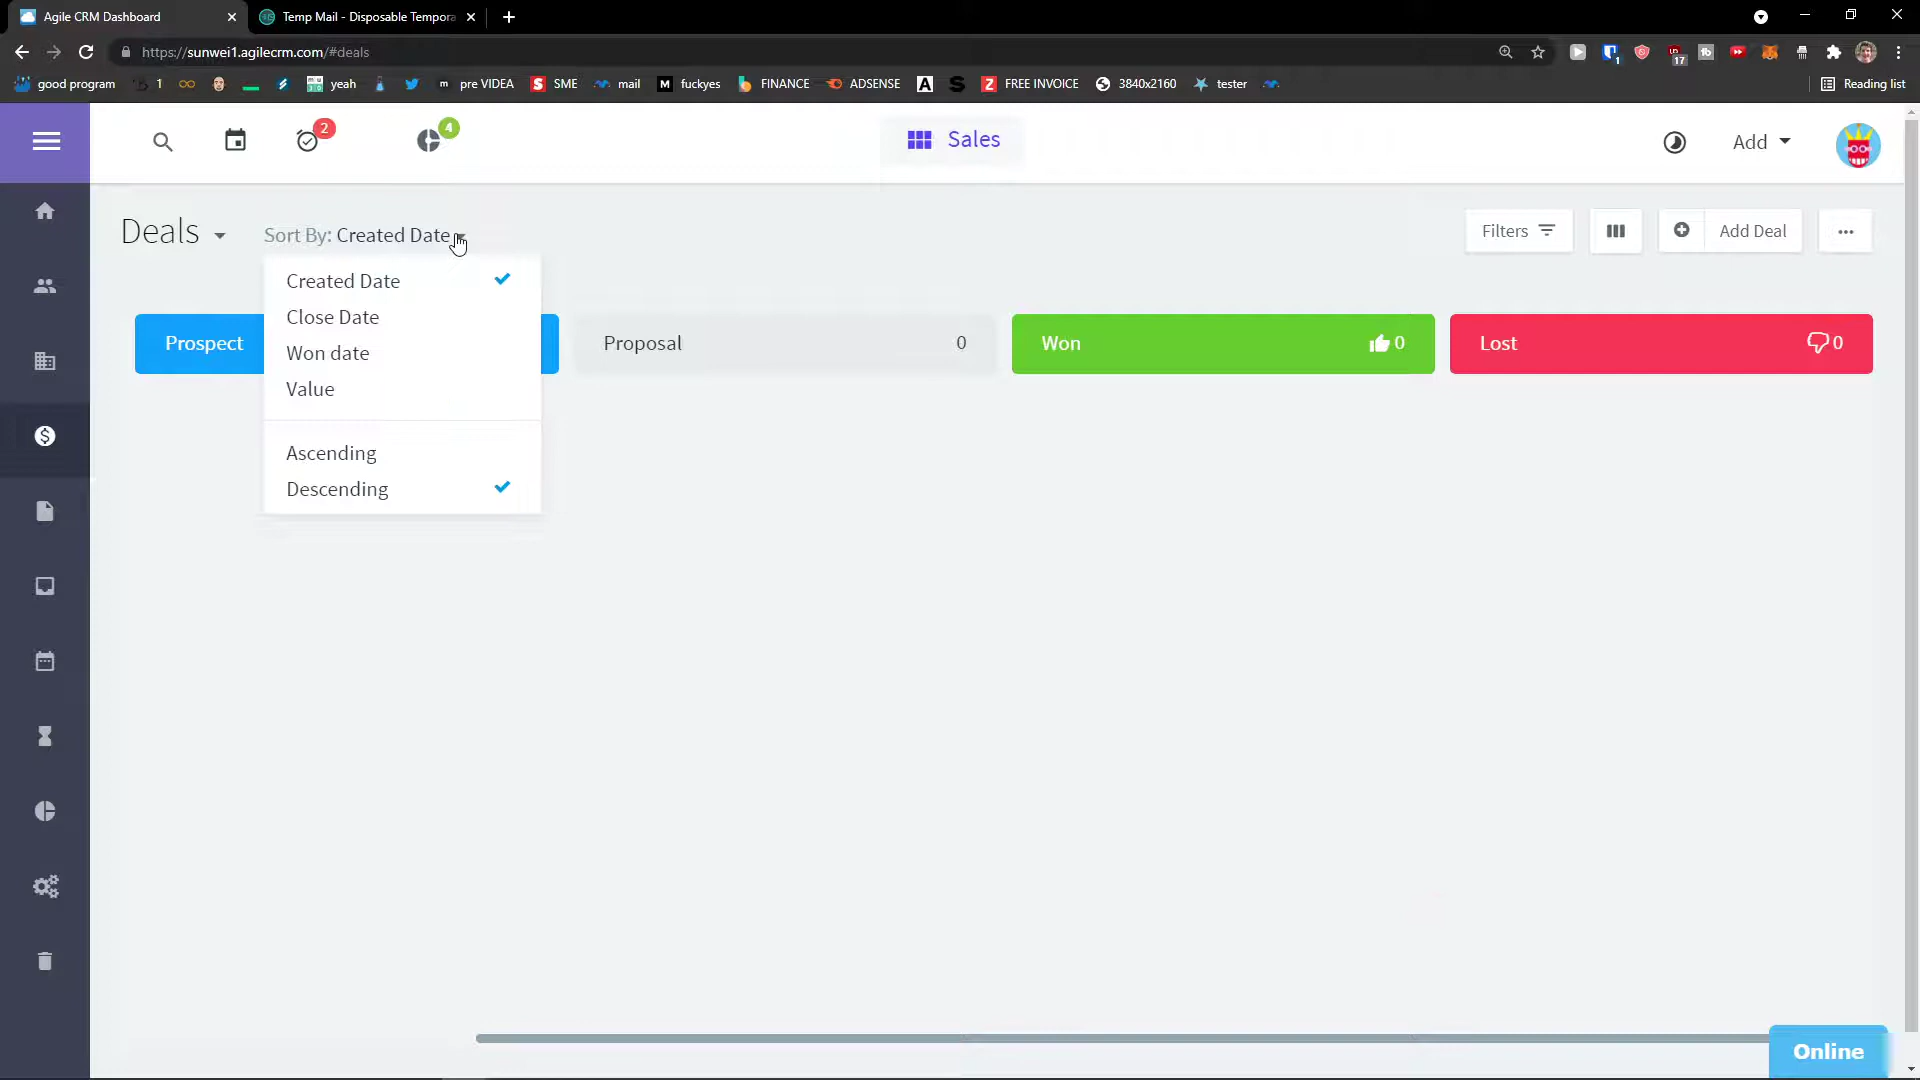 Agile CRM Dashboard
Temp Mail - Disposable Tempora
https://sunwei1.agilecrm.com/#deals
1
17
good program
1
yeah
m pre VIDEA
S SME
mail
M fuckyes
FINANCE
ADSENSE
A
S
Z FREE INVOICE
3840x2160
tester
Reading list
2
4
Sales
Add
Deals
Sort By: Created Date
Filters
Add Deal
...
Created Date
Close Date
Won date
Value
Ascending
Descending
Prospect
Proposal 0
Won 0
Lost 0
Online